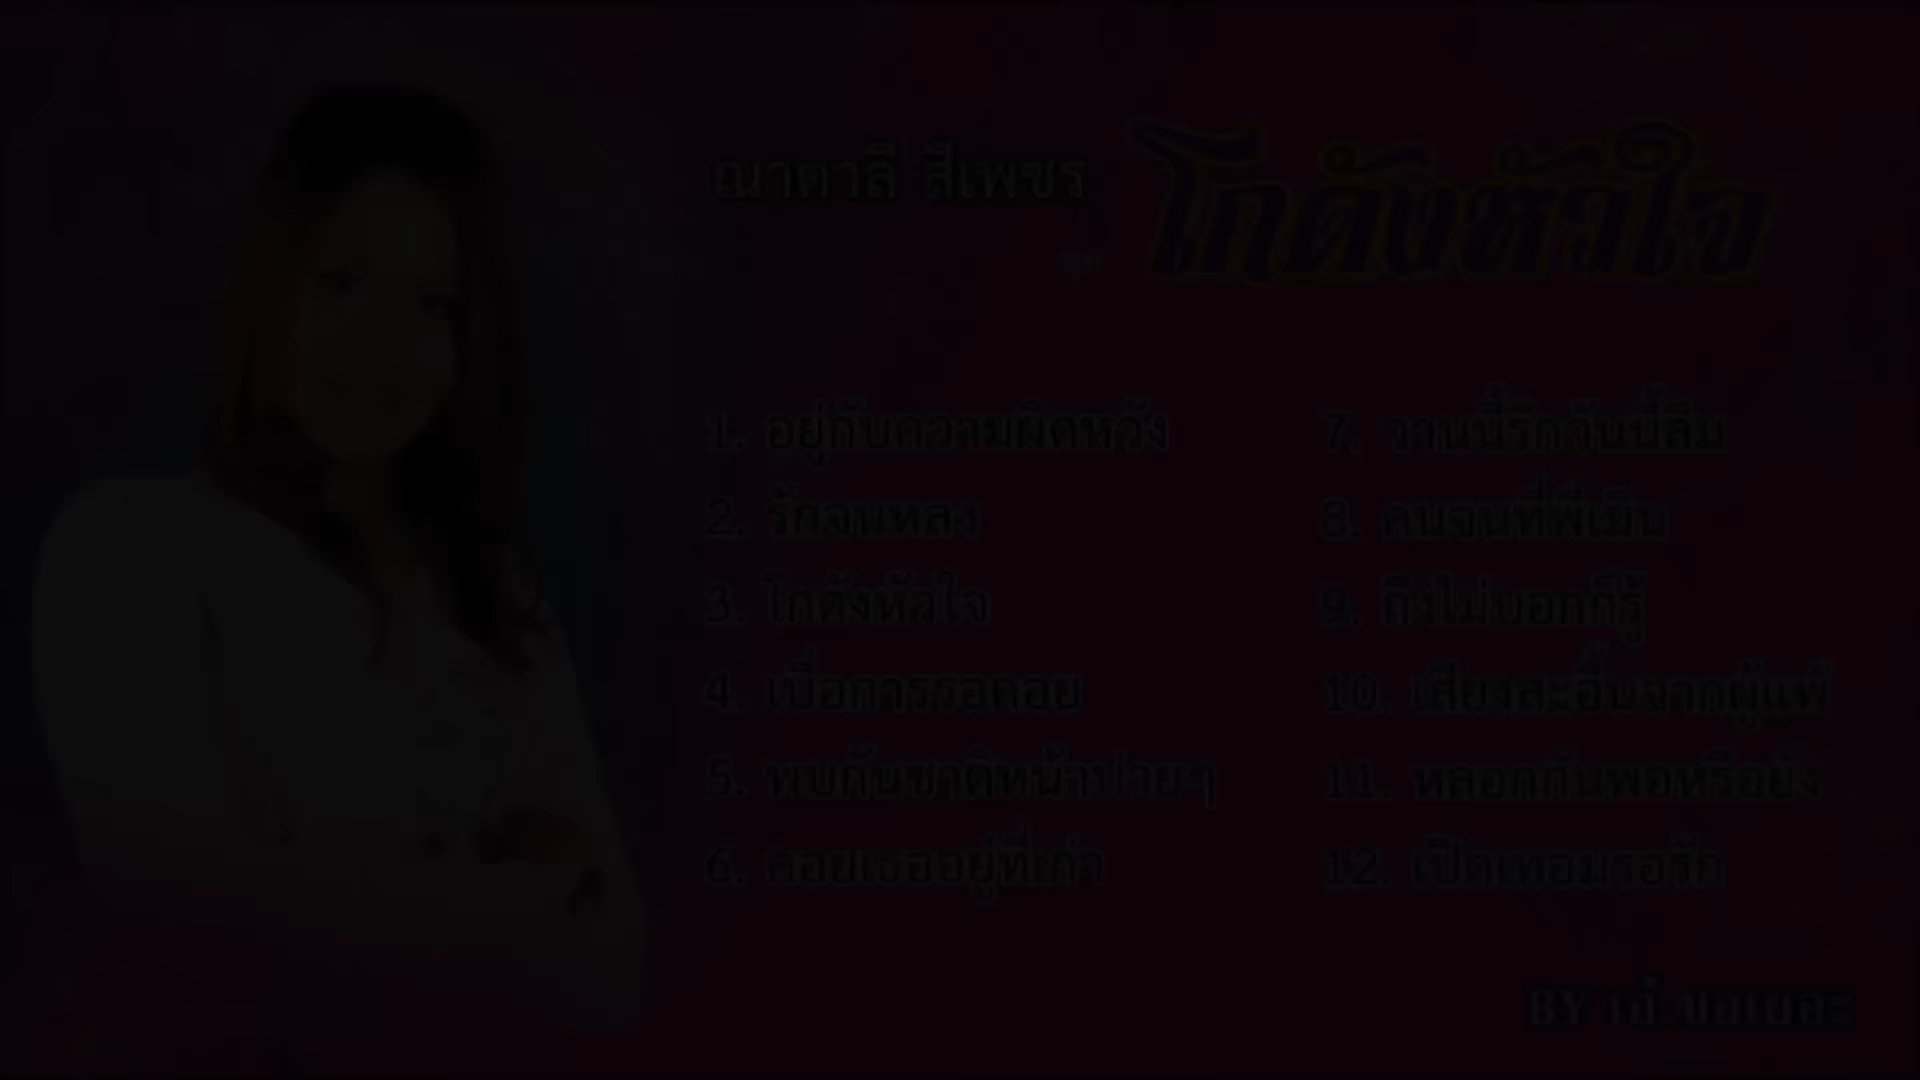 ณาตาลี สีเพชร
ชุด
โกดังหัวใจ
1. อยู่กับความผิดหวัง
2. รักจนหลง
3. โกดังหัวใจ
4. เบื่อการรอคอย
5. พบกันชาติหน้าบ่ายๆ
6. คอยเธออยู่ที่เก่า
7. วานนี้รักวันนี้ลืม
8. คนจนที่พี่เมิน
9. ถึงไม่บอกก็รู้
10. เสียงสะอื้นจากผู้แพ้
11. หลอกกันพอหรือยัง
12. เปิดเทอมรอรัก
BY เอ๋